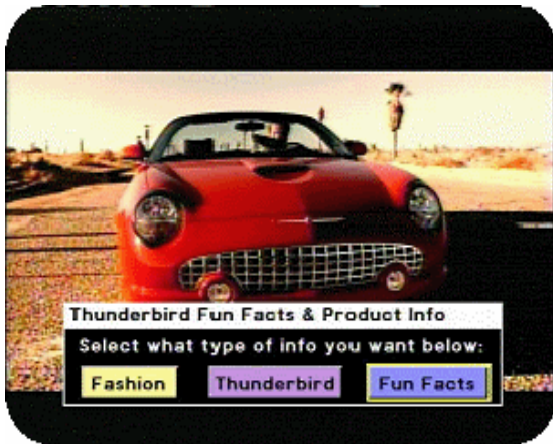 Thunderbird Fun Facts & Product Info
Select what type of info you want below:
Fashion Thunderbird Fun Facts